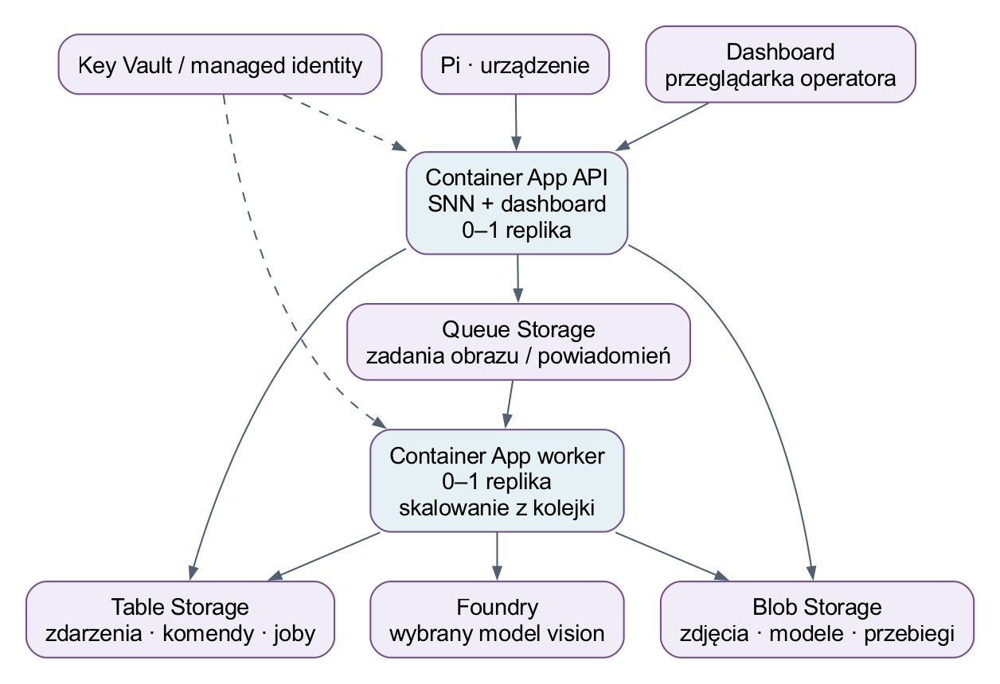 Key Vault / managed identity
Pi · urządzenie
Dashboard
przeglądarka operatora
Container App API
SNN + dashboard
0–1 replika
Queue Storage
zadania obrazu / powiadomień
Container App worker
0–1 replika
skalowanie z kolejki
Table Storage
zdarzenia · komendy · joby
Foundry
wybrany model vision
Blob Storage
zdjęcia · modele · przebiegi